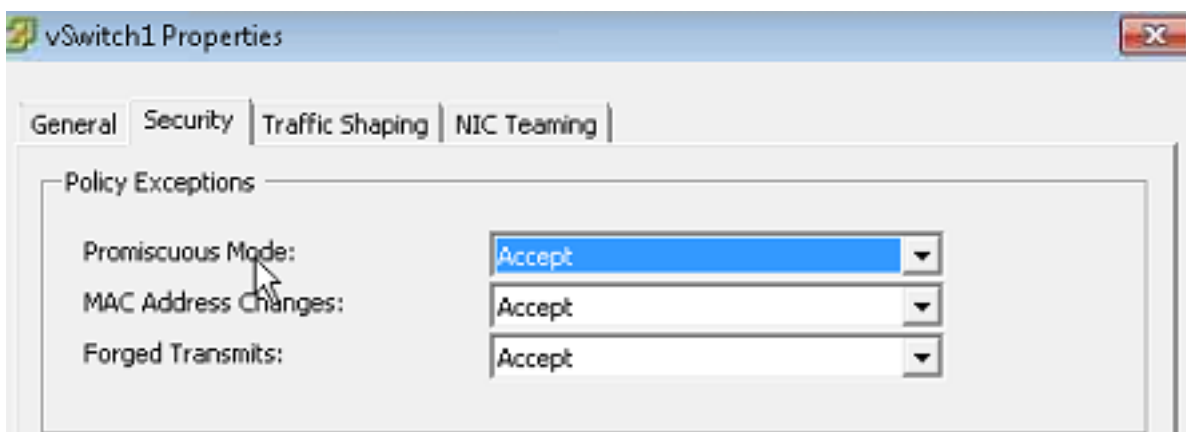 vSwitch1 Properties
General Security Traffic Shaping NIC Teaming
Policy Exceptions
Promiscuous Mode: Accept
MAC Address Changes: Accept
Forged Transmits: Accept